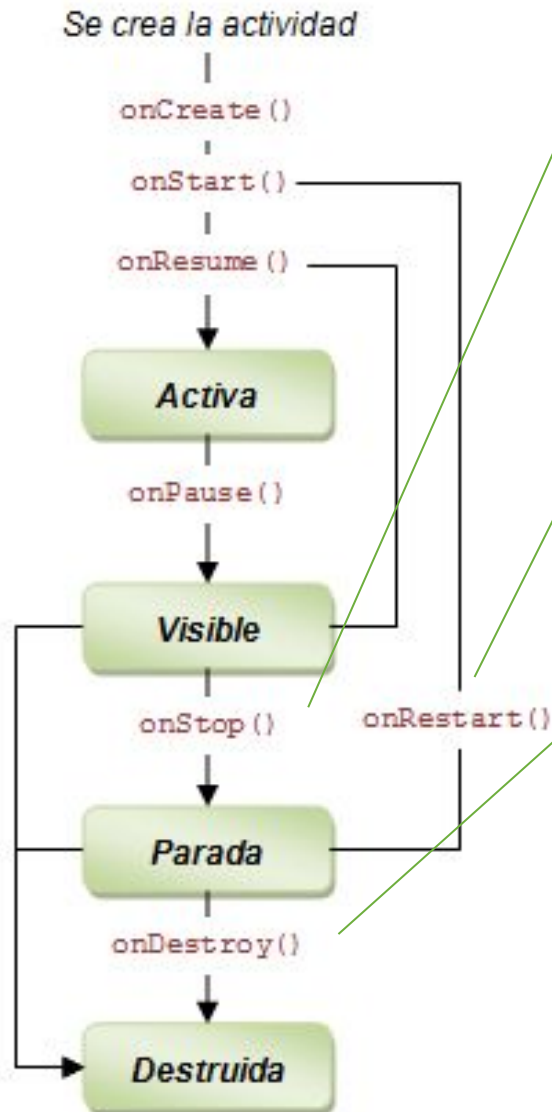 Se crea la actividad
onCreate()
onStart()
onResume()
Activa
onPause()
Visible
onStop()
onRestart()
Parada
onDestroy()
Destruida